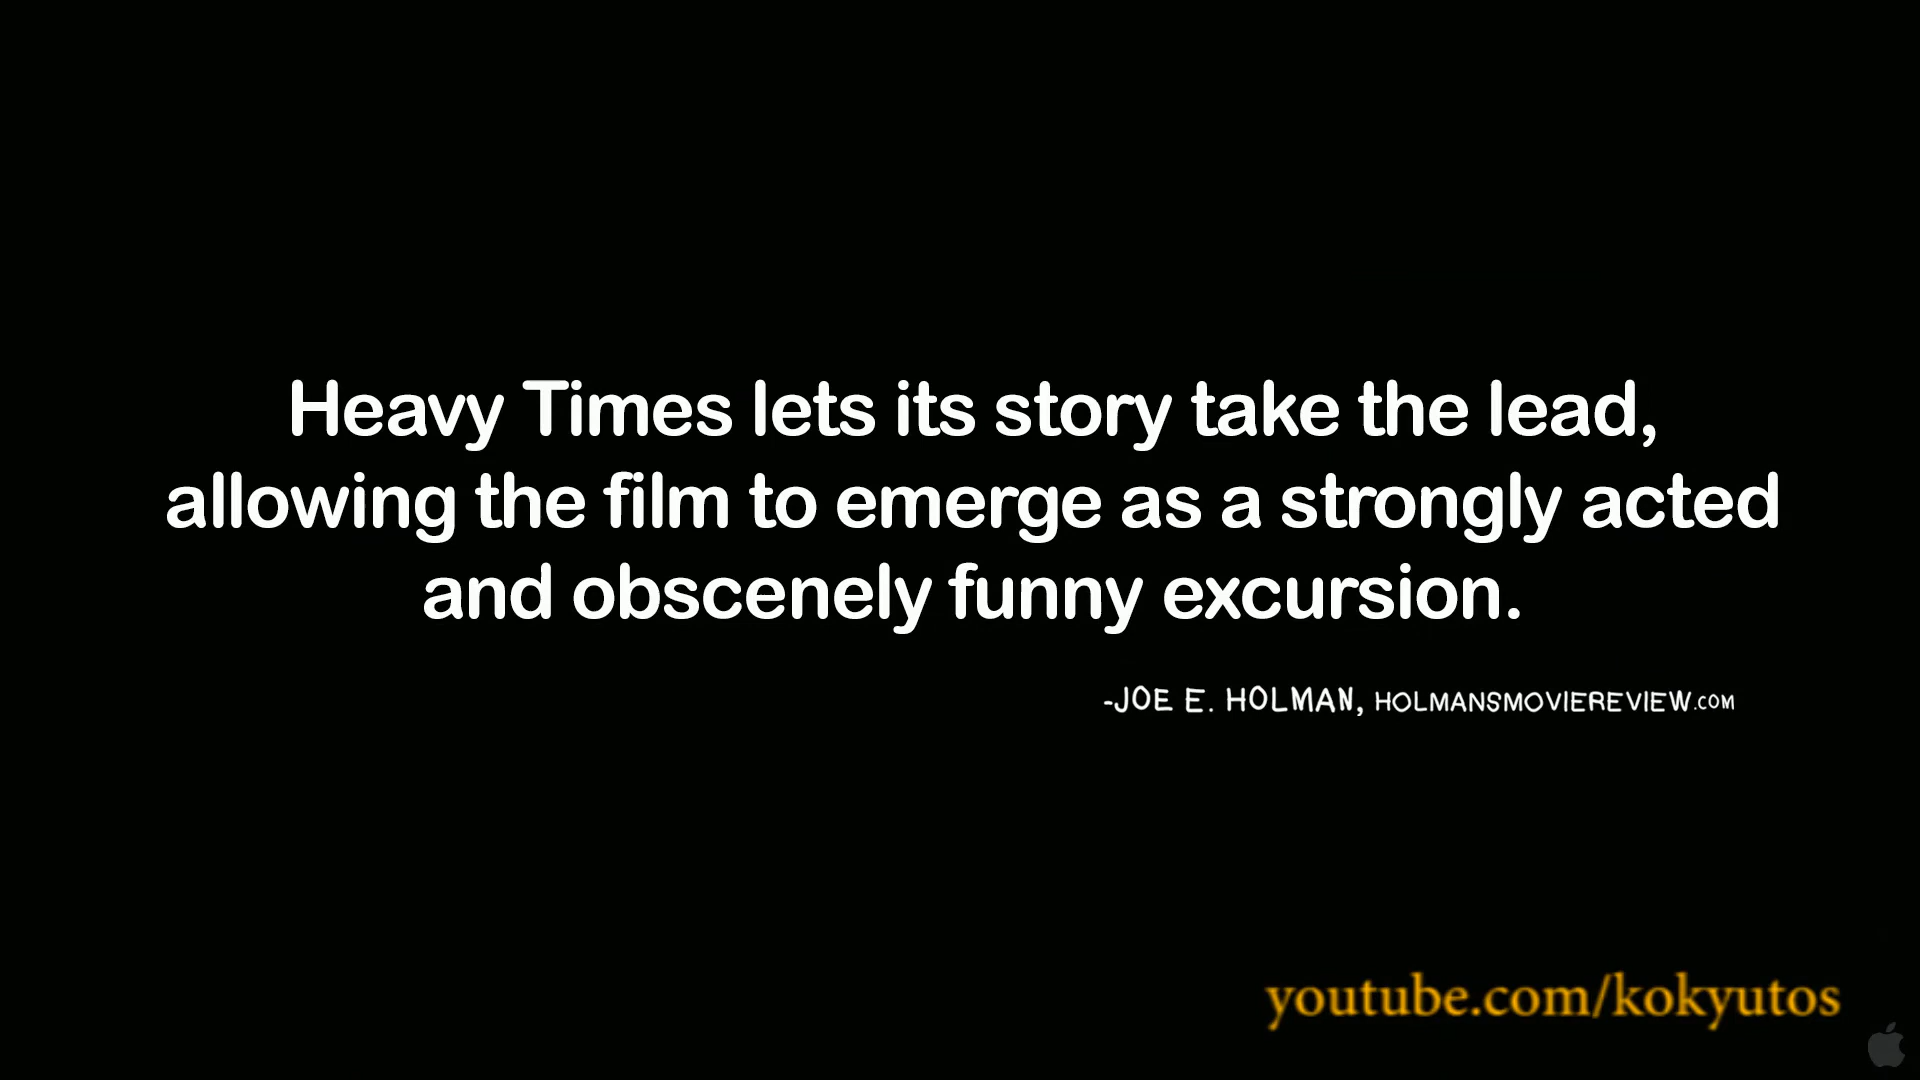 Heavy Times lets its story take the lead,
allowing the film to emerge as a strongly acted
and obscenely funny excursion.
-JOE E. HOLMAN, HOLMANSMOVIEREVIEW.COM
youtube.com/kokyutos